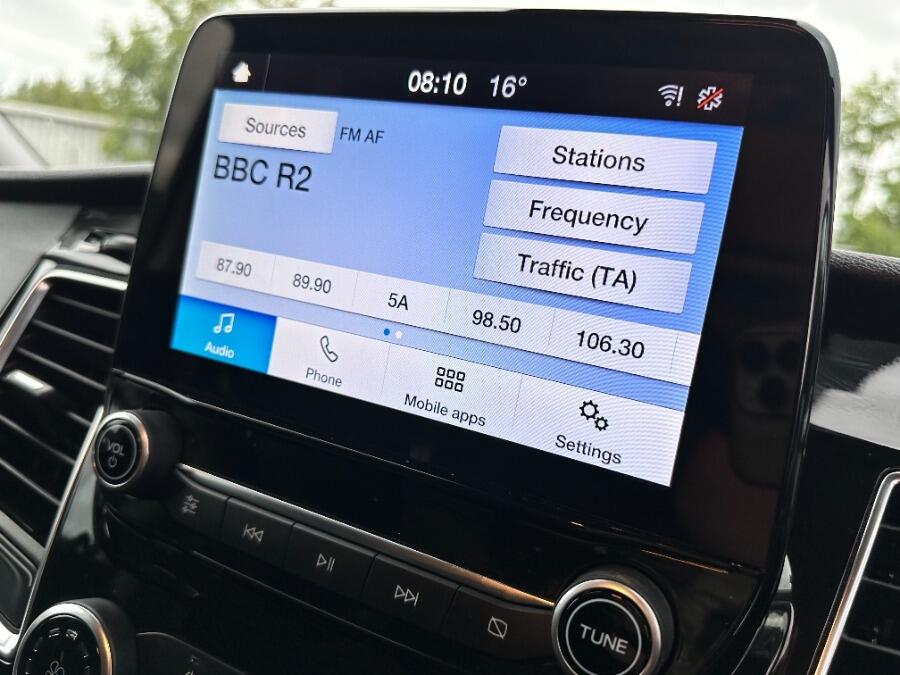 08:10 16°
Sources FM AF
BBC R2
Stations
Frequency
Traffic (TA)
87.90 89.90 5A 98.50 106.30
Audio Phone Mobile apps Settings
VOL
TUNE